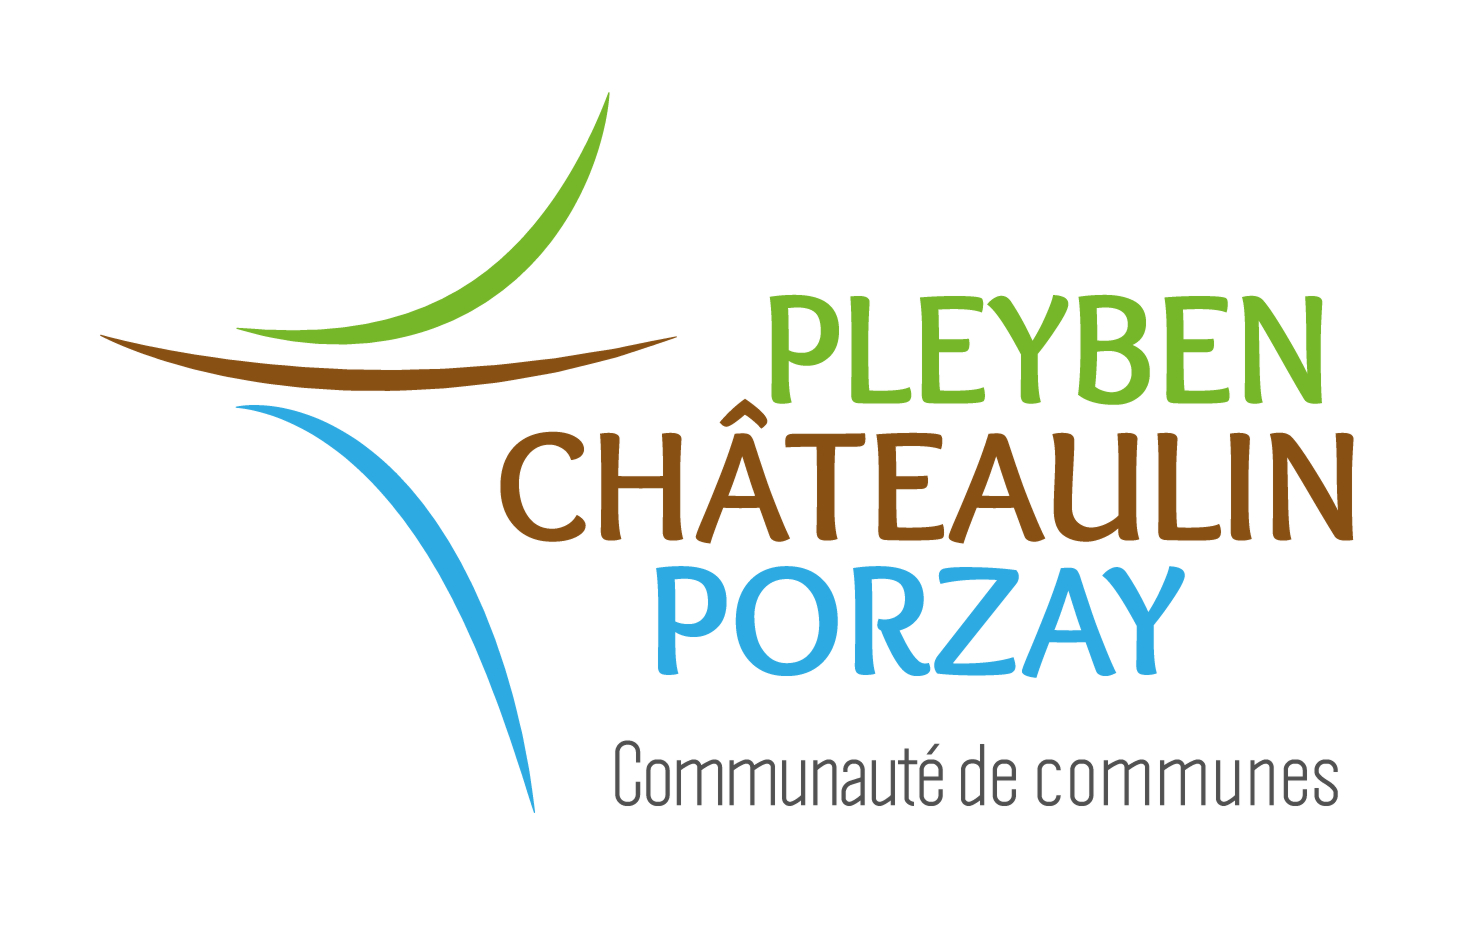 PLEYBEN
CHÂTEAULIN
PORZAY
Communauté de communes